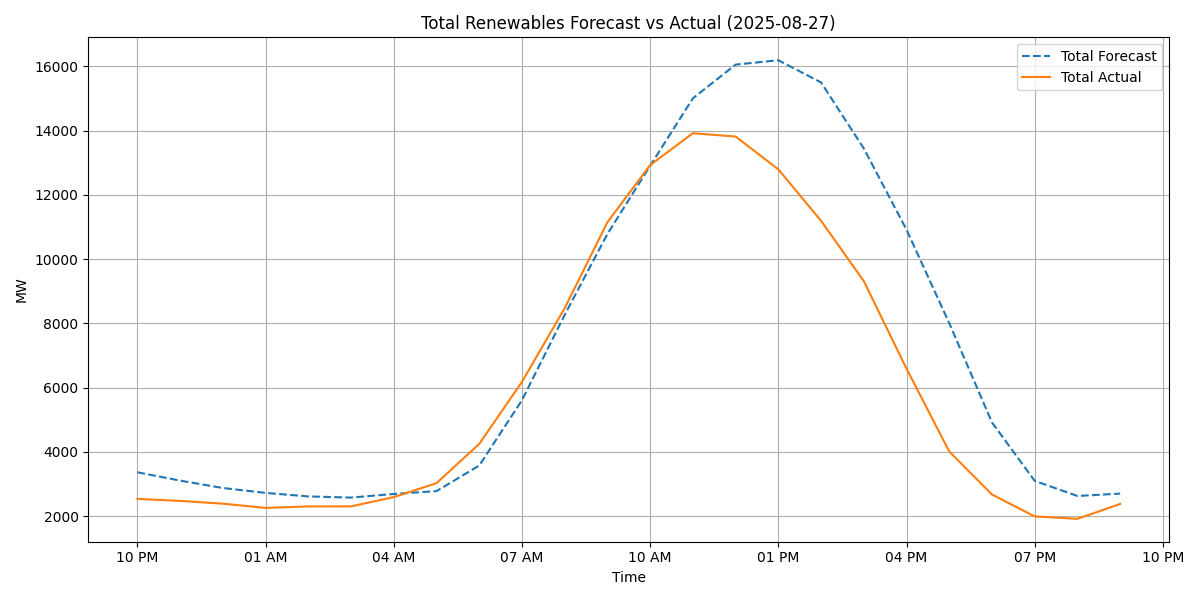 Total Renewables Forecast vs Actual (2025-08-27)
Total Forecast
Total Actual
16000
14000
12000
10000
8000
6000
4000
2000
MW
10 PM 01 AM 04 AM 07 AM 10 AM 01 PM 04 PM 07 PM 10 PM
Time